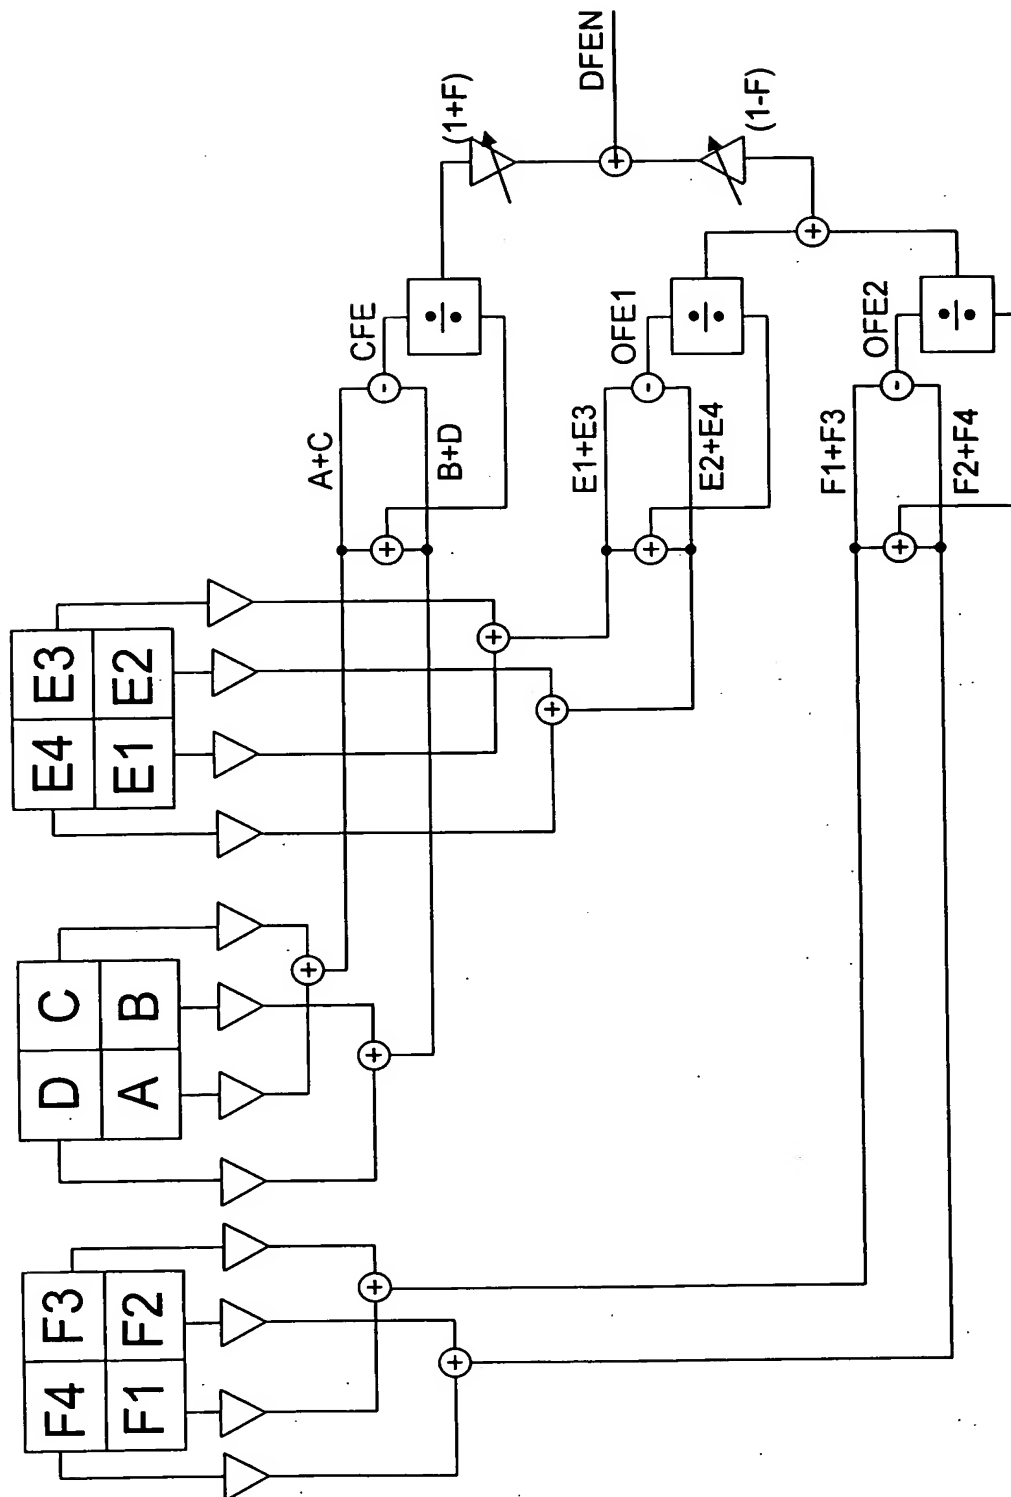 F4 F3
F1 F2
D C
A B
E4 E3
E1 E2
A+C
B+D
CFE
E1+E3
E2+E4
OFE1
F1+F3
F2+F4
OFE2
(1+F)
(1-F)
DFEN
+
+
+
+
+
+
+
+
+
-
-
-
÷
÷
÷
+
+